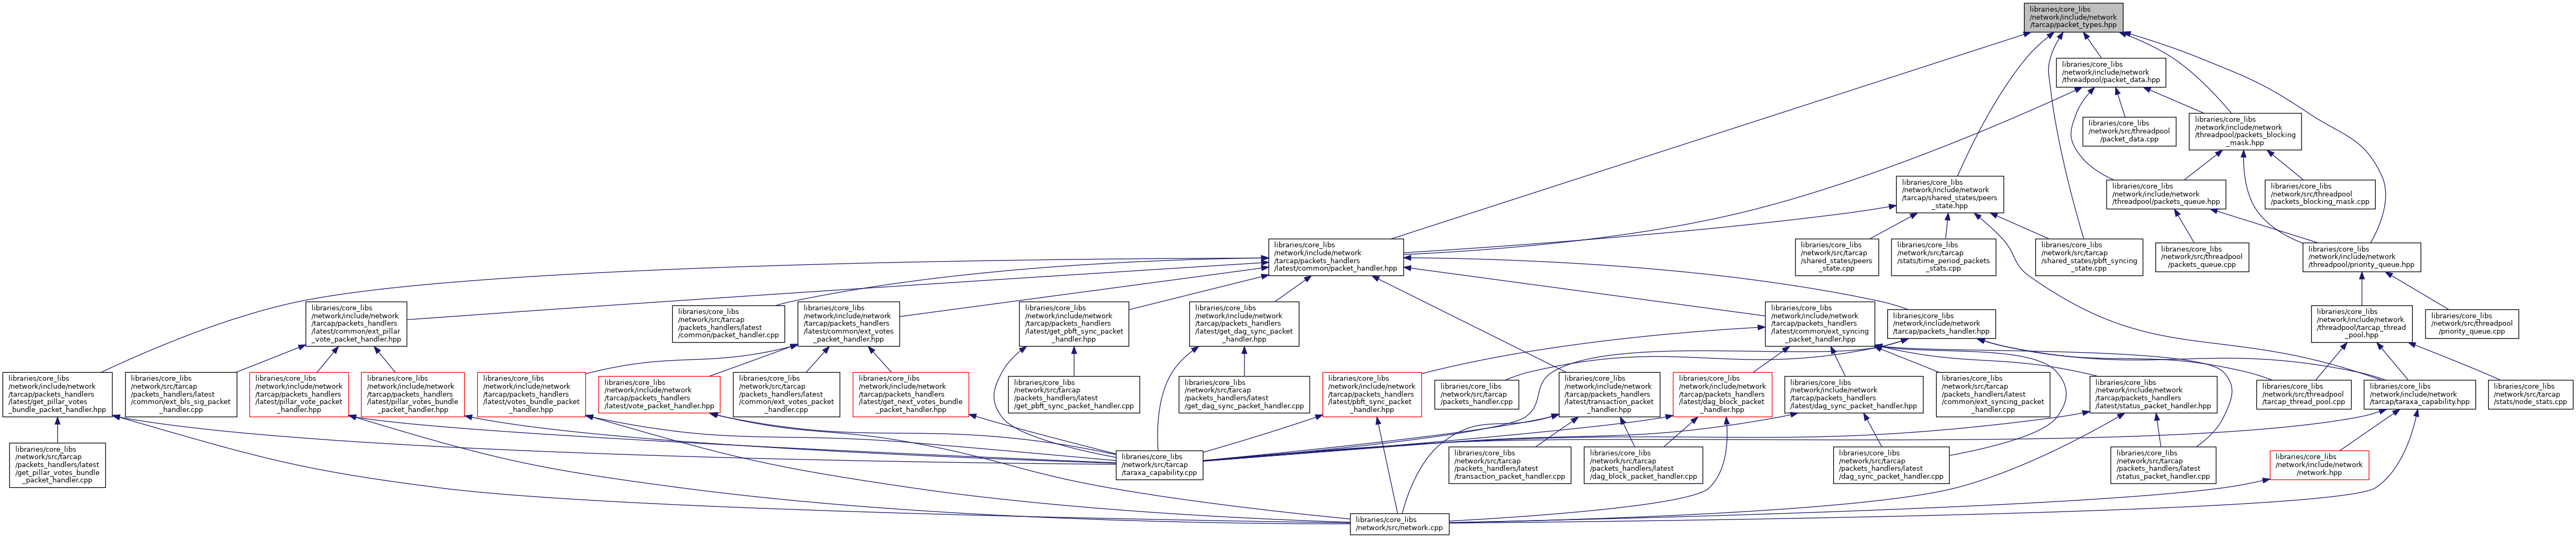 libraries/core_libs
/network/include/network
/tarcap/packet_types.hpp
libraries/core_libs
/network/include/network
/threadpool/packet_data.hpp
libraries/core_libs
/network/src/threadpool
/packet_data.cpp
libraries/core_libs
/network/include/network
/threadpool/packets_blocking
_mask.hpp
libraries/core_libs
/network/include/network
/tarcap/shared_states/peers
_state.hpp
libraries/core_libs
/network/include/network
/threadpool/packets_queue.hpp
libraries/core_libs
/network/src/threadpool
/packets_blocking_mask.cpp
libraries/core_libs
/network/include/network
/tarcap/packets_handlers
/latest/common/packet_handler.hpp
libraries/core_libs
/network/src/tarcap
/shared_states/peers
_state.cpp
libraries/core_libs
/network/src/tarcap
/stats/time_period_packets
_stats.cpp
libraries/core_libs
/network/src/tarcap
/shared_states/pbft_syncing
_state.cpp
libraries/core_libs
/network/src/threadpool
/packets_queue.cpp
libraries/core_libs
/network/include/network
/threadpool/priority_queue.hpp
libraries/core_libs
/network/include/network
/tarcap/packets_handlers
/latest/common/ext_pillar
_vote_packet_handler.hpp
libraries/core_libs
/network/src/tarcap
/packets_handlers/latest
/common/packet_handler.cpp
libraries/core_libs
/network/include/network
/tarcap/packets_handlers
/latest/common/ext_votes
_packet_handler.hpp
libraries/core_libs
/network/include/network
/tarcap/packets_handlers
/latest/get_pbft_sync_packet
_handler.hpp
libraries/core_libs
/network/include/network
/tarcap/packets_handlers
/latest/get_dag_sync_packet
_handler.hpp
libraries/core_libs
/network/include/network
/tarcap/packets_handlers
/latest/common/ext_syncing
_packet_handler.hpp
libraries/core_libs
/network/include/network
/tarcap/packets_handler.hpp
libraries/core_libs
/network/include/network
/threadpool/tarcap_thread
_pool.hpp
libraries/core_libs
/network/src/threadpool
/priority_queue.cpp
libraries/core_libs
/network/include/network
/tarcap/packets_handlers
/latest/get_pillar_votes
_bundle_packet_handler.hpp
libraries/core_libs
/network/src/tarcap
/packets_handlers/latest
/common/ext_bls_sig_packet
_handler.cpp
libraries/core_libs
/network/include/network
/tarcap/packets_handlers
/latest/pillar_vote_packet
_handler.hpp
libraries/core_libs
/network/include/network
/tarcap/packets_handlers
/latest/pillar_votes_bundle
_packet_handler.hpp
libraries/core_libs
/network/include/network
/tarcap/packets_handlers
/latest/votes_bundle_packet
_handler.hpp
libraries/core_libs
/network/include/network
/tarcap/packets_handlers
/latest/vote_packet_handler.hpp
libraries/core_libs
/network/src/tarcap
/packets_handlers/latest
/common/ext_votes_packet
_handler.cpp
libraries/core_libs
/network/include/network
/tarcap/packets_handlers
/latest/get_next_votes_bundle
_packet_handler.hpp
libraries/core_libs
/network/src/tarcap
/packets_handlers/latest
/get_pbft_sync_packet_handler.cpp
libraries/core_libs
/network/src/tarcap
/packets_handlers/latest
/get_dag_sync_packet_handler.cpp
libraries/core_libs
/network/include/network
/tarcap/packets_handlers
/latest/pbft_sync_packet
_handler.hpp
libraries/core_libs
/network/src/tarcap
/packets_handler.cpp
libraries/core_libs
/network/include/network
/tarcap/packets_handlers
/latest/transaction_packet
_handler.hpp
libraries/core_libs
/network/include/network
/tarcap/packets_handlers
/latest/dag_block_packet
_handler.hpp
libraries/core_libs
/network/include/network
/tarcap/packets_handlers
/latest/dag_sync_packet_handler.hpp
libraries/core_libs
/network/src/tarcap
/packets_handlers/latest
/common/ext_syncing_packet
_handler.cpp
libraries/core_libs
/network/include/network
/tarcap/packets_handlers
/latest/status_packet_handler.hpp
libraries/core_libs
/network/src/threadpool
/tarcap_thread_pool.cpp
libraries/core_libs
/network/include/network
/tarcap/taraxa_capability.hpp
libraries/core_libs
/network/src/tarcap
/stats/node_stats.cpp
libraries/core_libs
/network/src/tarcap
/packets_handlers/latest
/get_pillar_votes_bundle
_packet_handler.cpp
libraries/core_libs
/network/src/tarcap
/taraxa_capability.cpp
libraries/core_libs
/network/src/tarcap
/packets_handlers/latest
/transaction_packet_handler.cpp
libraries/core_libs
/network/src/tarcap
/packets_handlers/latest
/dag_block_packet_handler.cpp
libraries/core_libs
/network/src/tarcap
/packets_handlers/latest
/dag_sync_packet_handler.cpp
libraries/core_libs
/network/src/tarcap
/packets_handlers/latest
/status_packet_handler.cpp
libraries/core_libs
/network/include/network
/network.hpp
libraries/core_libs
/network/src/network.cpp